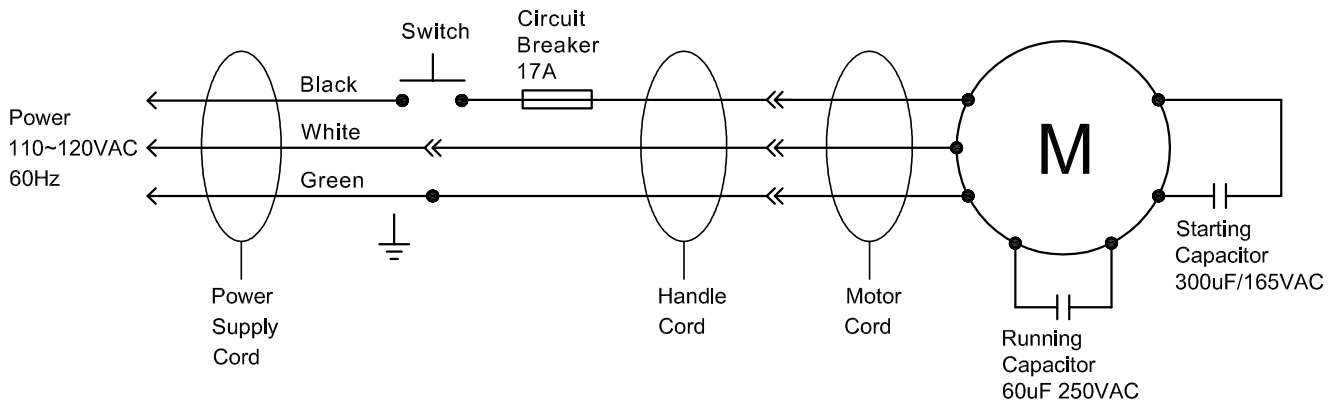 Circuit
Breaker
17A
Switch
Black
Power
110~120VAC
60Hz
White
Green
M
Starting
Capacitor
300uF/165VAC
Power
Supply
Cord
Handle
Cord
Motor
Cord
Running
Capacitor
60uF 250VAC